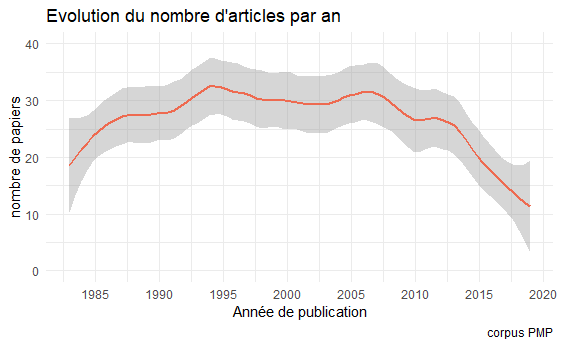 Evolution du nombre d'articles par an
nombre de papiers
40
30
20
10
0
1985 1990 1995 2000 2005 2010 2015 2020
Année de publication
corpus PMP